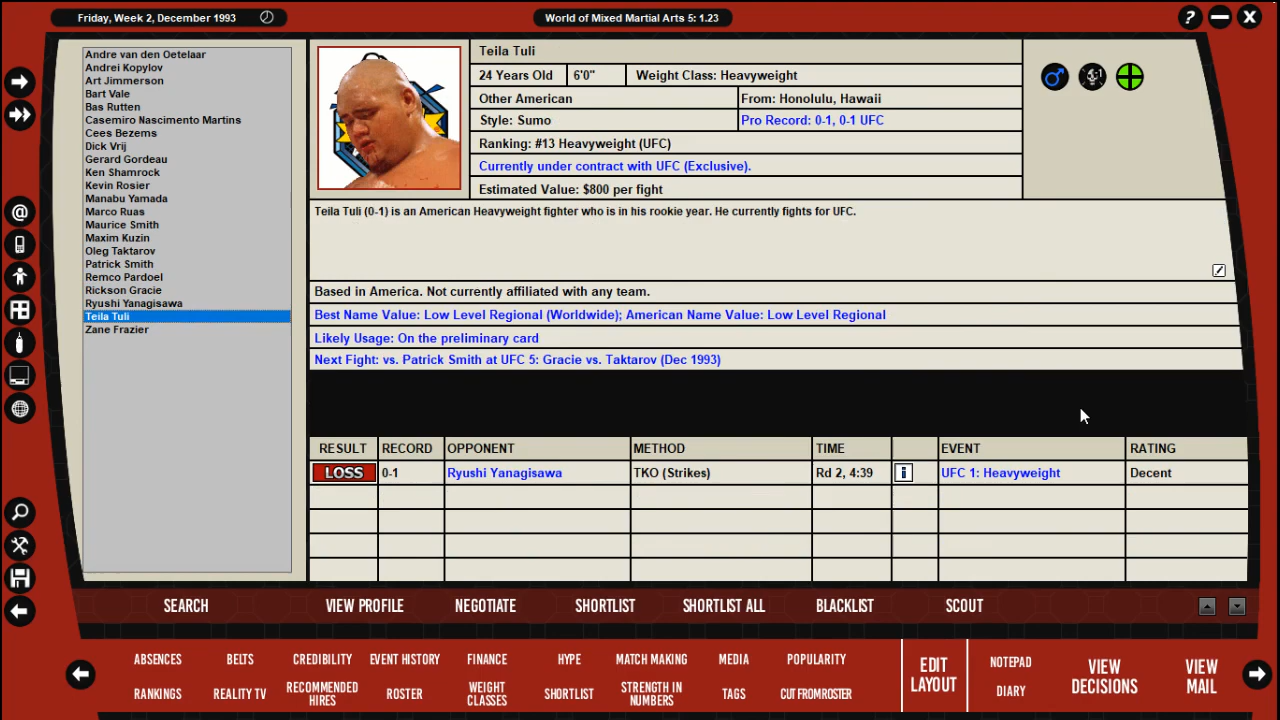 Friday, Week 2, December 1993
World of Mixed Martial Arts 5: 1.23
?
Andre van den Oetelaar
Andrei Kopylov
Art Jimmerson
Bart Vale
Bas Rutten
Casemiro Nascimento Martins
Cees Bezems
Dick Vrij
Gerard Gordeau
Ken Shamrock
Kevin Rosier
Manabu Yamada
Marco Ruas
Maurice Smith
Maxim Kuzin
Oleg Taktarov
Patrick Smith
Remco Pardoel
Rickson Gracie
Ryushi Yanagisawa
Teila Tuli
Zane Frazier
Teila Tuli
24 Years Old 6'0" Weight Class: Heavyweight
Other American From: Honolulu, Hawaii
Style: Sumo Pro Record: 0-1, 0-1 UFC
Ranking: #13 Heavyweight (UFC)
Currently under contract with UFC (Exclusive).
Estimated Value: $800 per fight
Teila Tuli (0-1) is an American Heavyweight fighter who is in his rookie year. He currently fights for UFC.
Based in America. Not currently affiliated with any team.
Best Name Value: Low Level Regional (Worldwide); American Name Value: Low Level Regional
Likely Usage: On the preliminary card
Next Fight: vs. Patrick Smith at UFC 5: Gracie vs. Taktarov (Dec 1993)
RESULT RECORD OPPONENT METHOD TIME EVENT RATING
LOSS 0-1 Ryushi Yanagisawa TKO (Strikes) Rd 2, 4:39 i UFC 1: Heavyweight Decent
SEARCH VIEW PROFILE NEGOTIATE SHORTLIST SHORTLIST ALL BLACKLIST SCOUT
ABSENCES BELTS CREDIBILITY EVENT HISTORY FINANCE HYPE MATCH MAKING MEDIA POPULARITY
RANKINGS REALITY TV RECOMMENDED HIRES ROSTER WEIGHT CLASSES SHORTLIST STRENGTH IN NUMBERS TAGS CUT FROM ROSTER
EDIT LAYOUT
NOTEPAD
DIARY
VIEW DECISIONS
VIEW MAIL
@